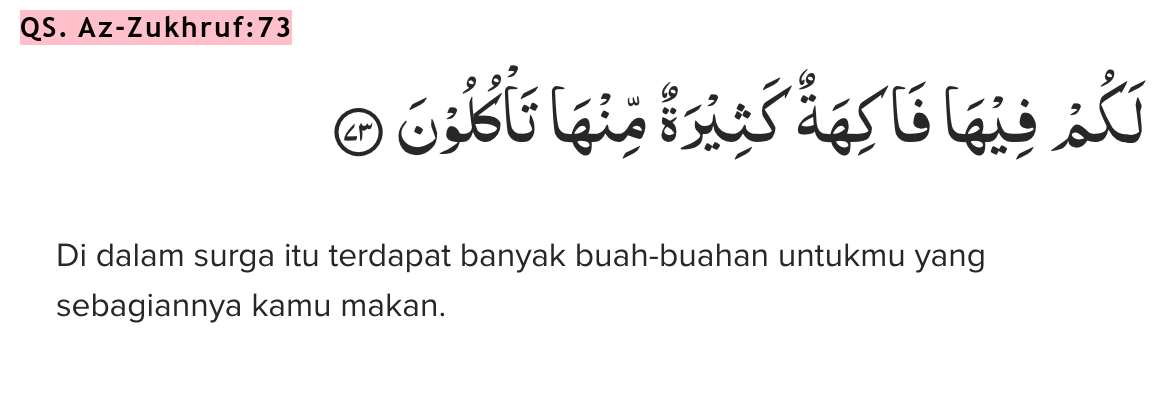 QS. Az-Zukhruf:73
لَكُمْ فِيْهَا فَاكِهَةٌ كَثِيْرَةٌ مِّنْهَا تَأْكُلُوْنَ ۝٧٣
Di dalam surga itu terdapat banyak buah-buahan untukmu yang
sebagiannya kamu makan.